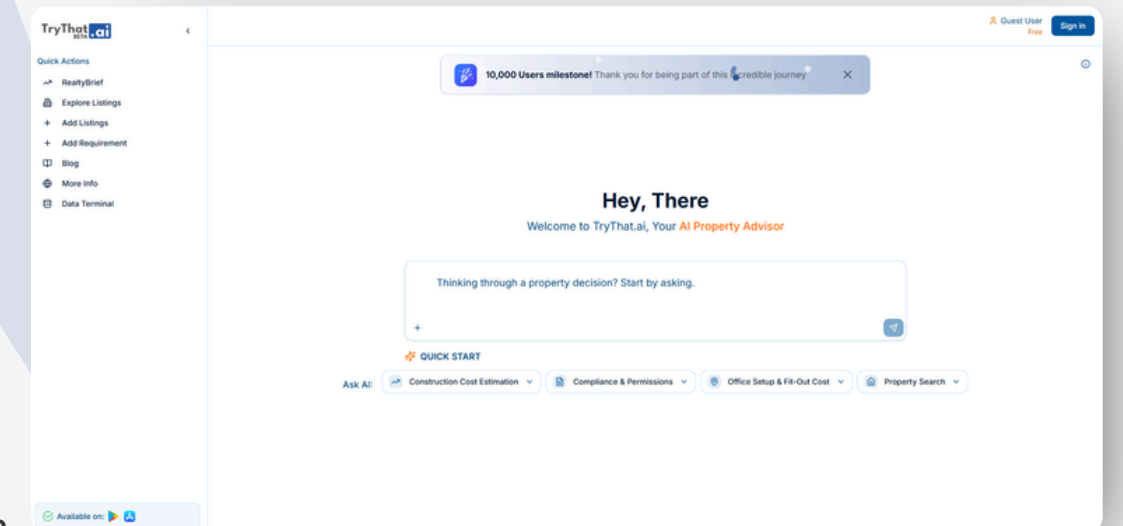 TryThat.ai
BETA
Quick Actions
RealtyBrief
Explore Listings
Add Listings
Add Requirement
Blog
More Info
Data Terminal
Available on:
Guest User
Free
Sign in
10,000 Users milestone! Thank you for being part of this incredible journey
Hey, There
Welcome to TryThat.ai, Your AI Property Advisor
Thinking through a property decision? Start by asking.
QUICK START
Ask AI: Construction Cost Estimation Compliance & Permissions Office Setup & Fit-Out Cost Property Search